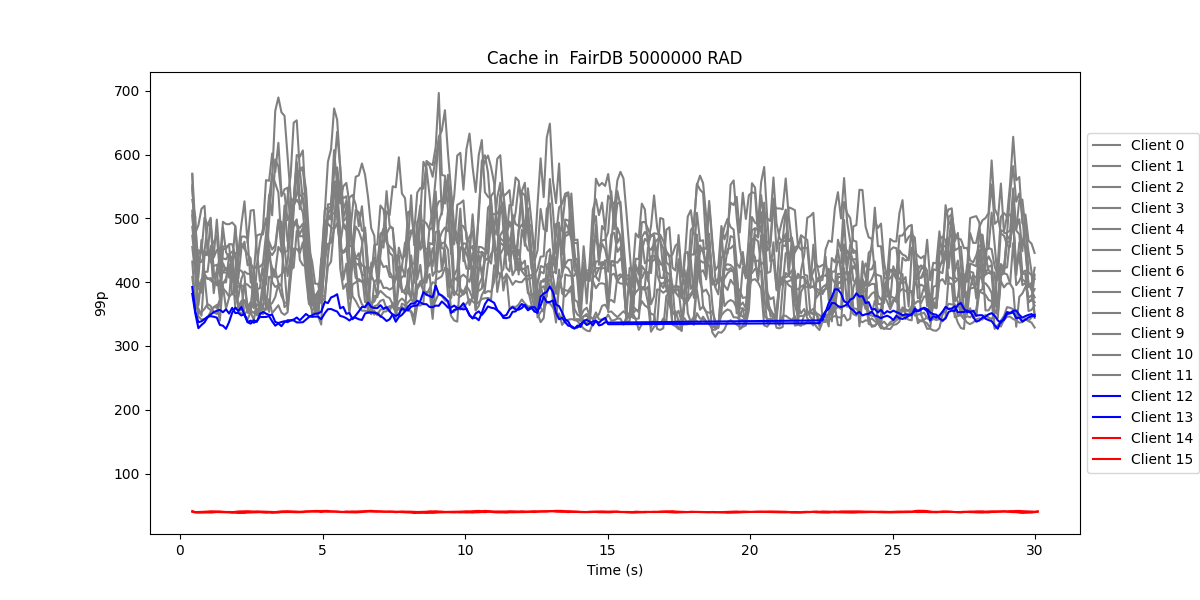 Cache in  FairDB 5000000 RAD
700
600
500
400
300
200
100
99p
0
5
10
15
20
25
30
Time (s)
Client 0
Client 1
Client 2
Client 3
Client 4
Client 5
Client 6
Client 7
Client 8
Client 9
Client 10
Client 11
Client 12
Client 13
Client 14
Client 15